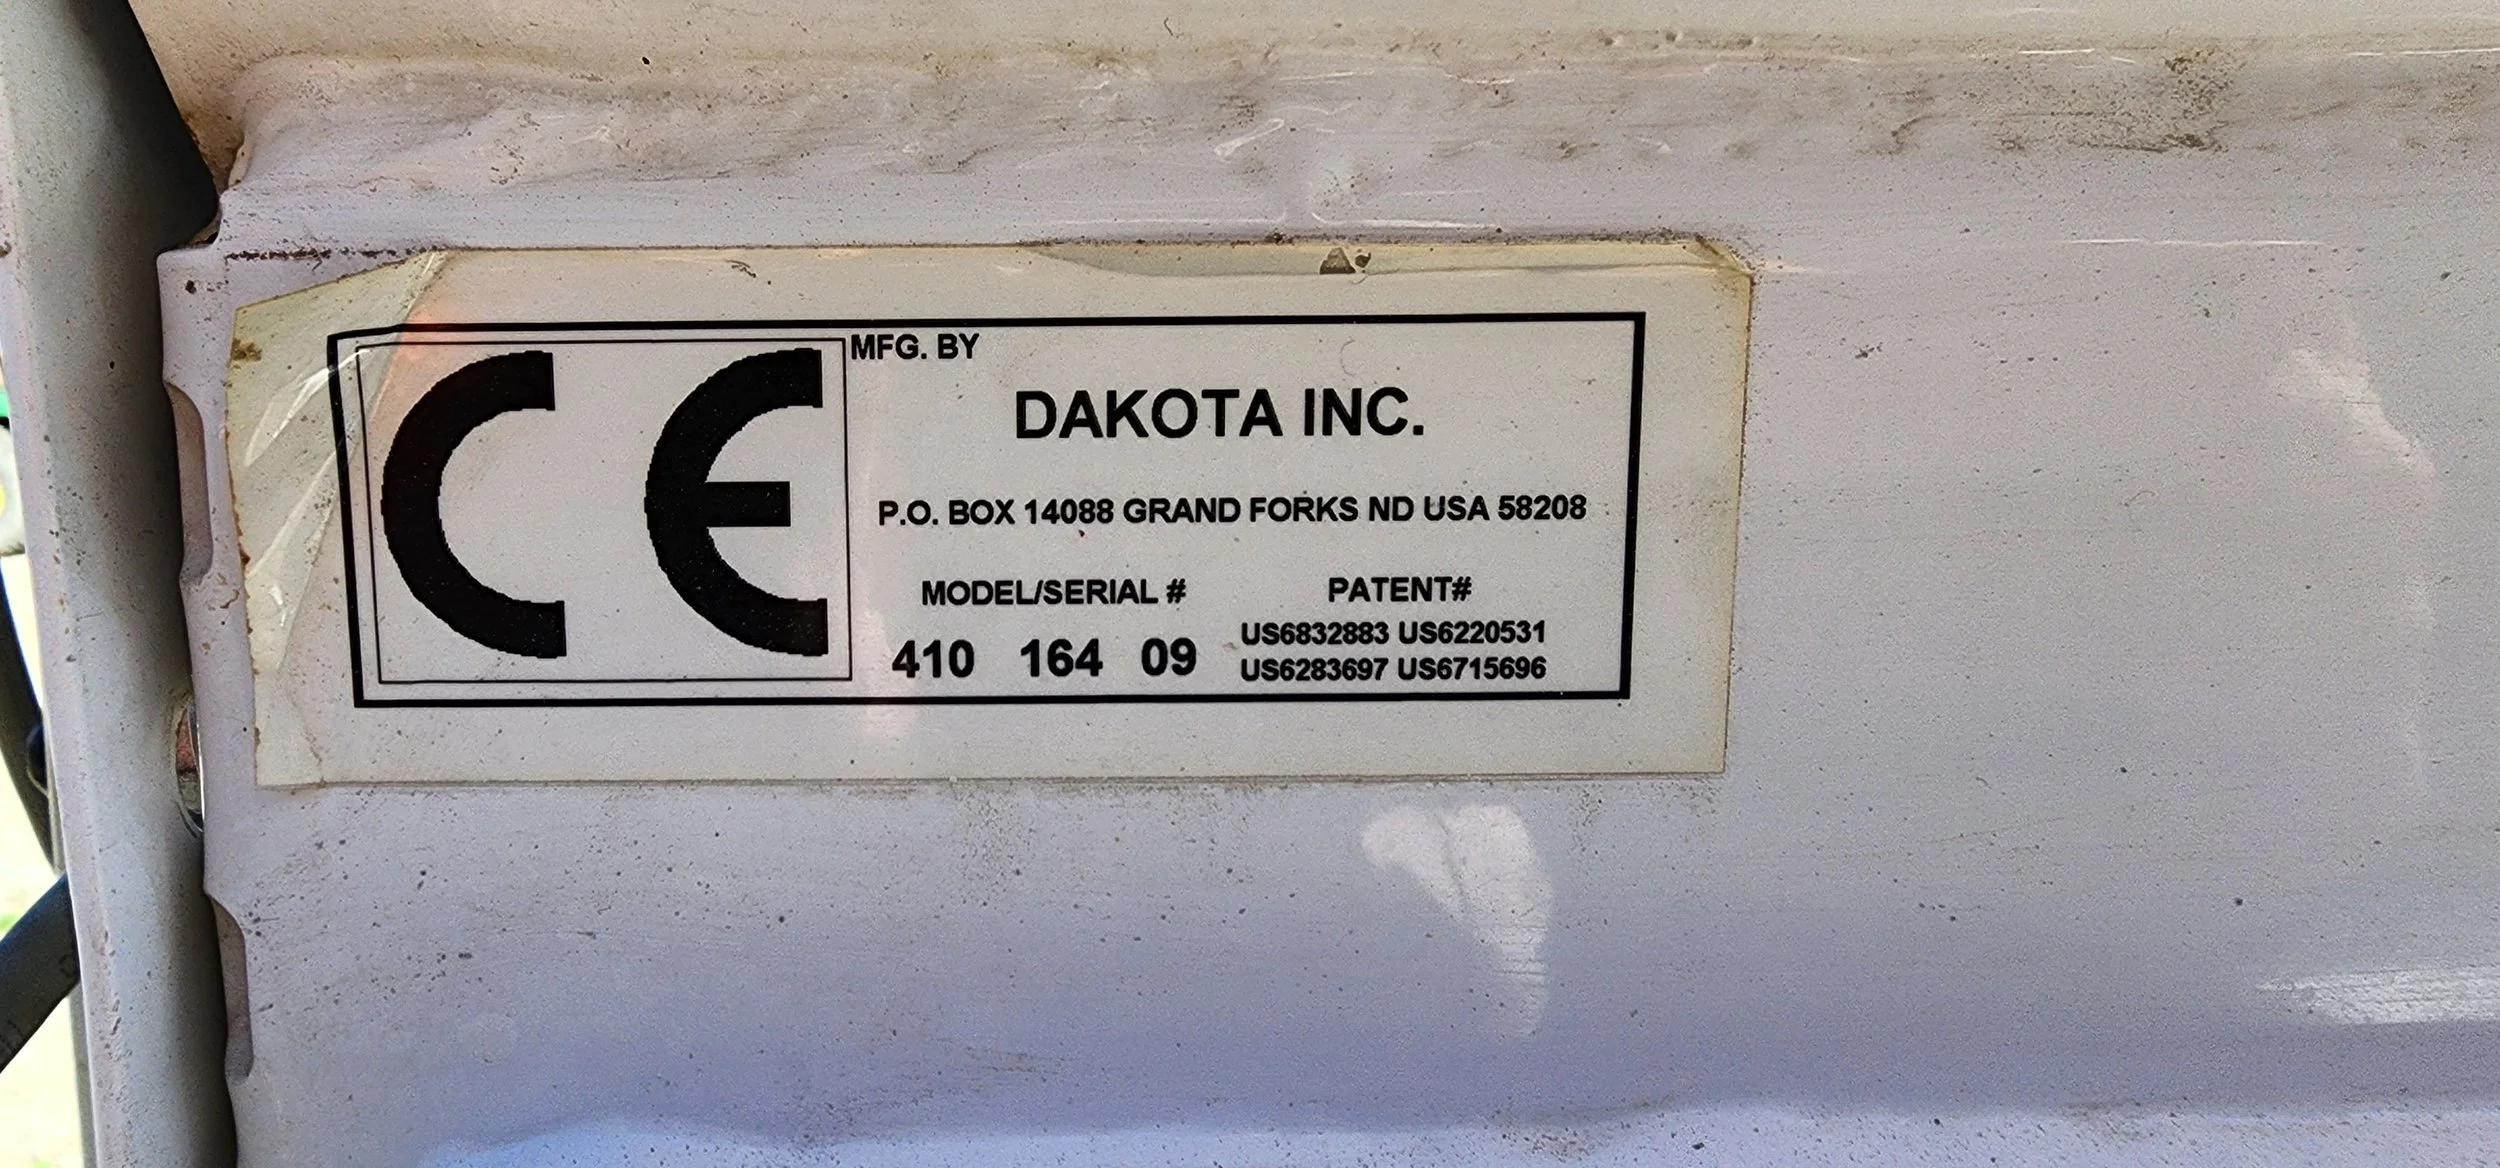 CE
MFG. BY
DAKOTA INC.
P.O. BOX 14088 GRAND FORKS ND USA 58208
MODEL/SERIAL # PATENT#
410 164 09
US6832883 US6220531
US6283697 US6715696